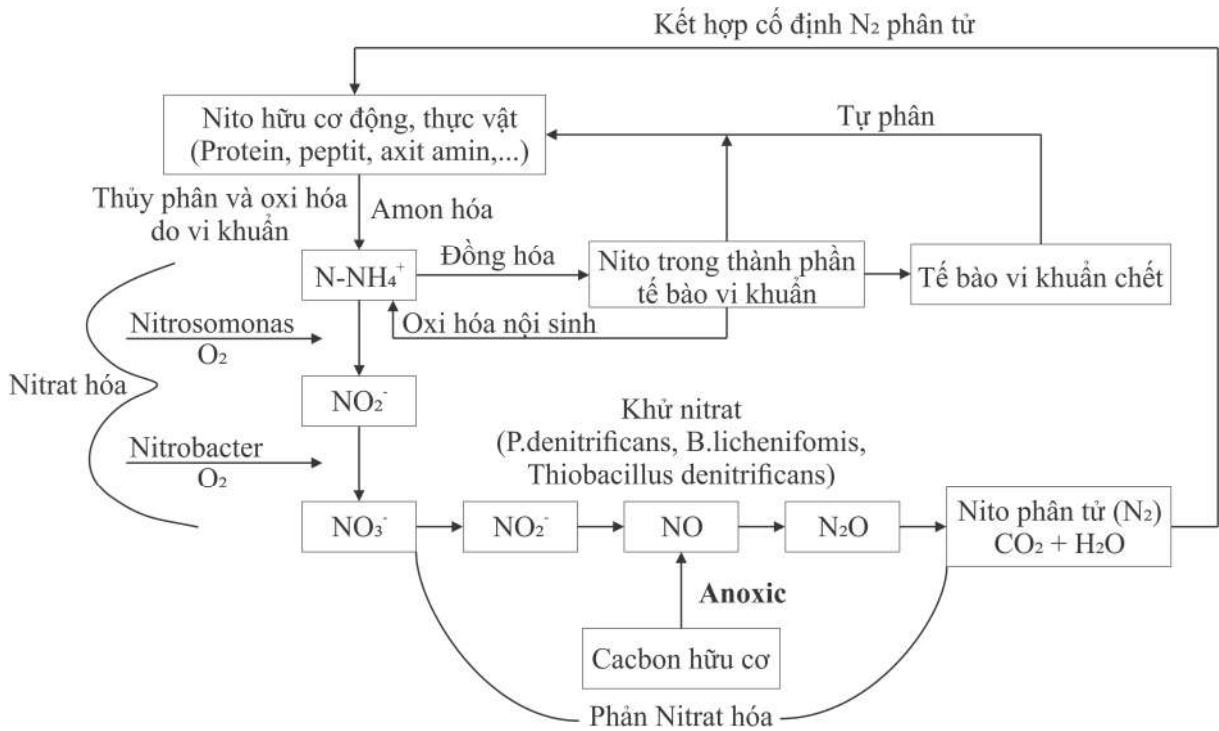 Kết hợp cố định N₂ phân tử
Nito hữu cơ động, thực vật
(Protein, peptit, axit amin,...)
Tự phân
Thủy phân và oxi hóa
do vi khuẩn
Amon hóa
N-NH₄⁺
Đồng hóa
Nito trong thành phần
tế bào vi khuẩn
Tế bào vi khuẩn chết
Oxi hóa nội sinh
Nitrosomonas
O₂
Nitrat hóa
NO₂⁻
Nitrobacter
O₂
Khử nitrat
(P.denitrificans, B.lichenifomis,
Thiobacillus denitrificans)
NO₃⁻
NO₂⁻
NO
N₂O
Nito phân tử (N₂)
CO₂ + H₂O
Anoxic
Cacbon hữu cơ
Phản Nitrat hóa